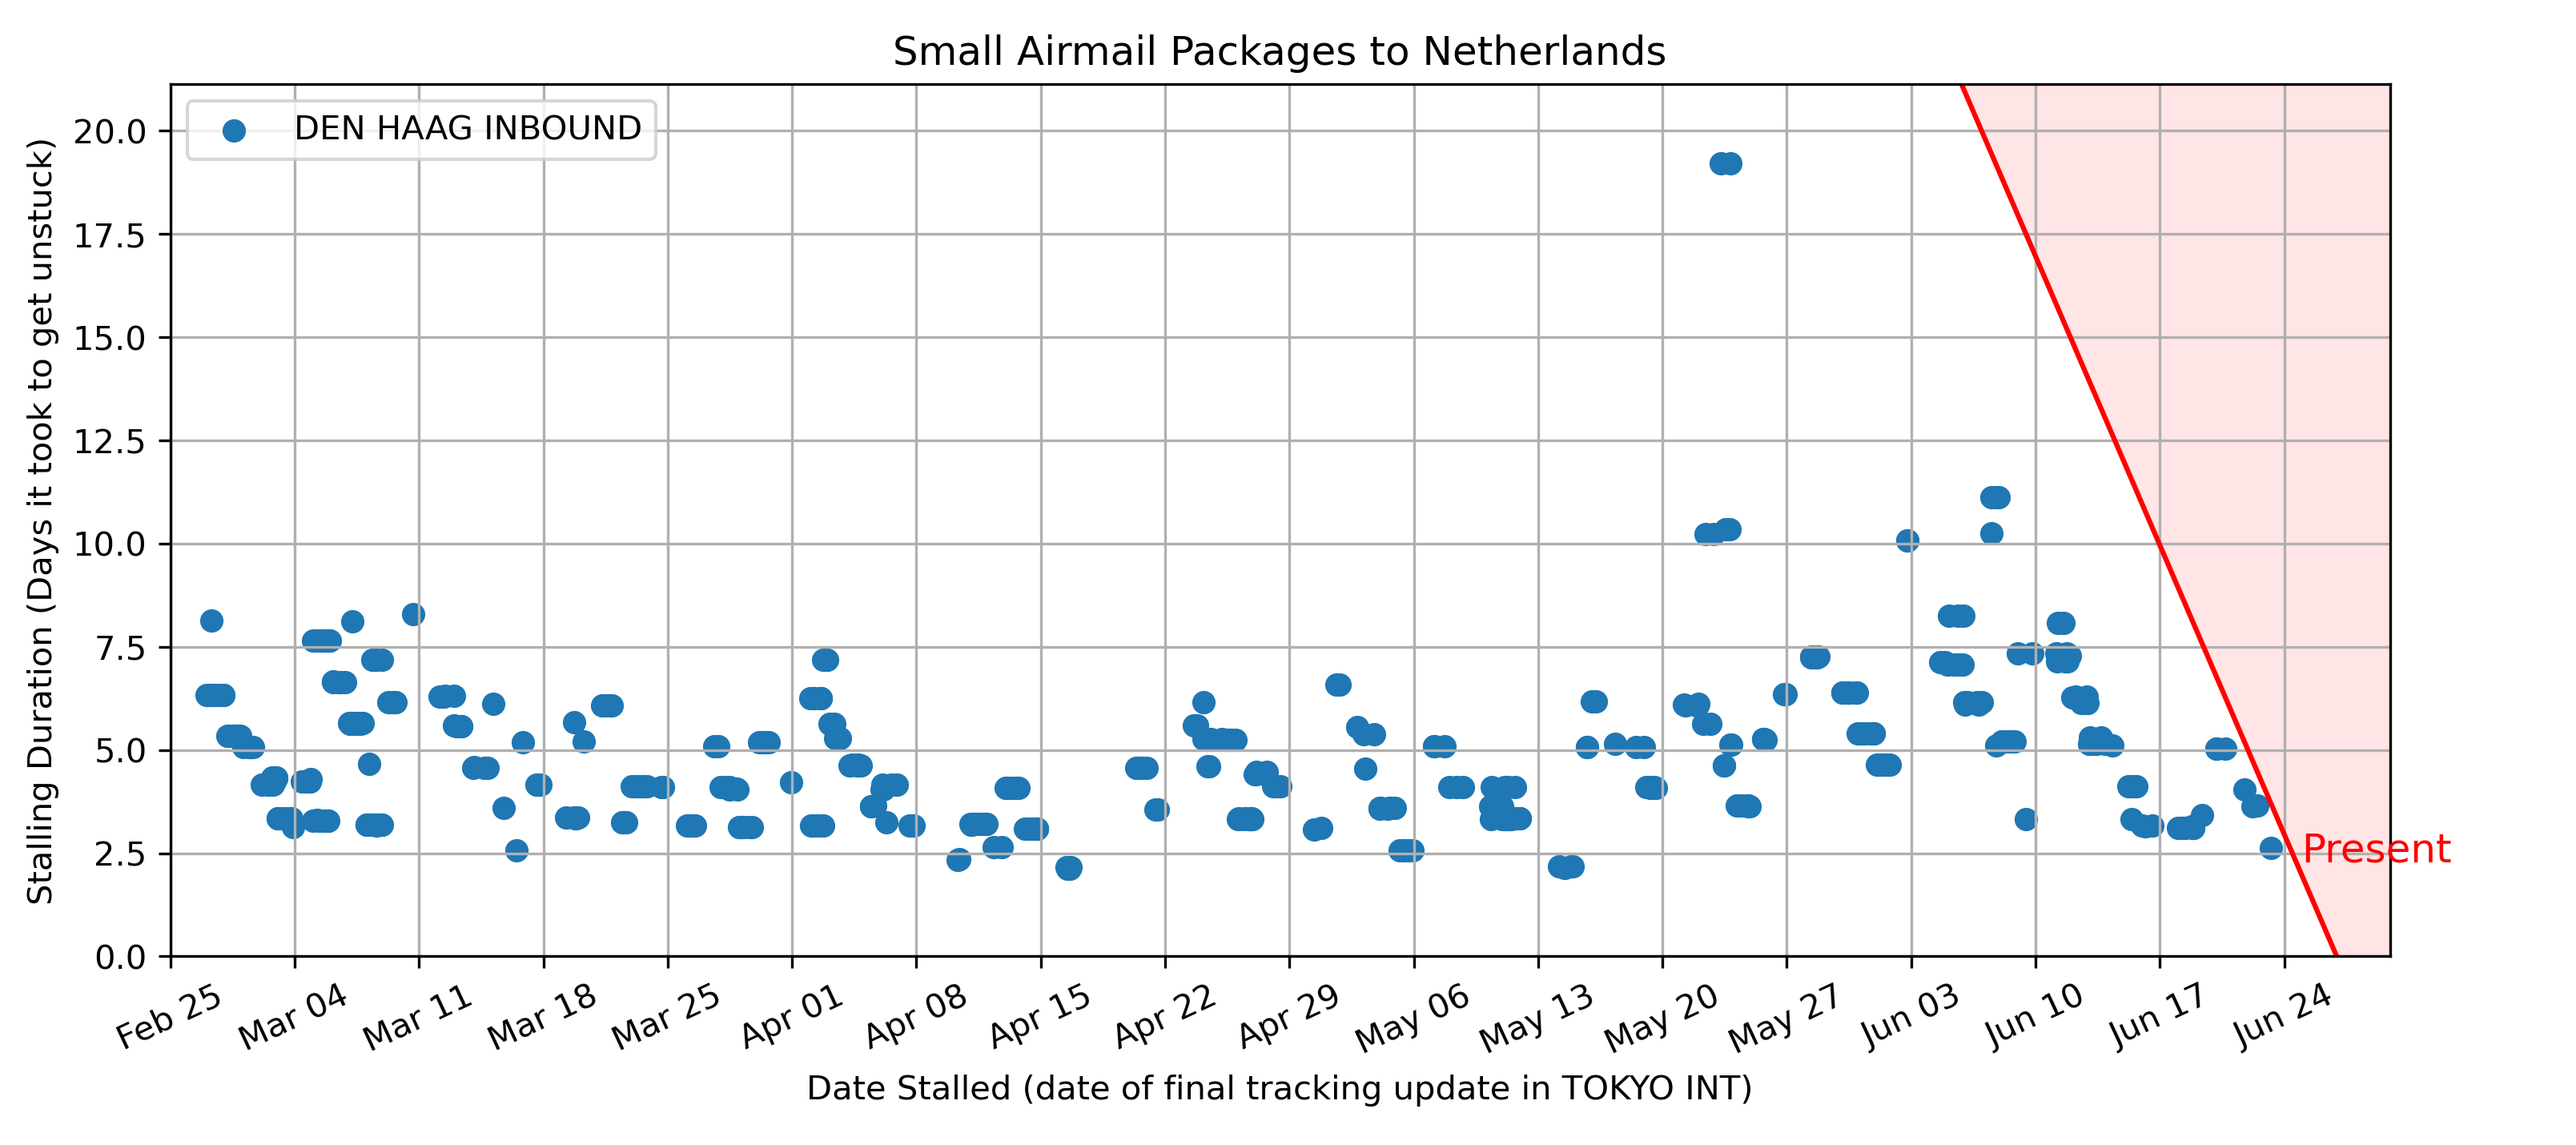 Small Airmail Packages to Netherlands
DEN HAAG INBOUND
Stalling Duration (Days it took to get unstuck)
20.0
17.5
15.0
12.5
10.0
7.5
5.0
2.5
0.0
Present
Feb 25 Mar 04 Mar 11 Mar 18 Mar 25 Apr 01 Apr 08 Apr 15 Apr 22 Apr 29 May 06 May 13 May 20 May 27 Jun 03 Jun 10 Jun 17 Jun 24
Date Stalled (date of final tracking update in TOKYO INT)